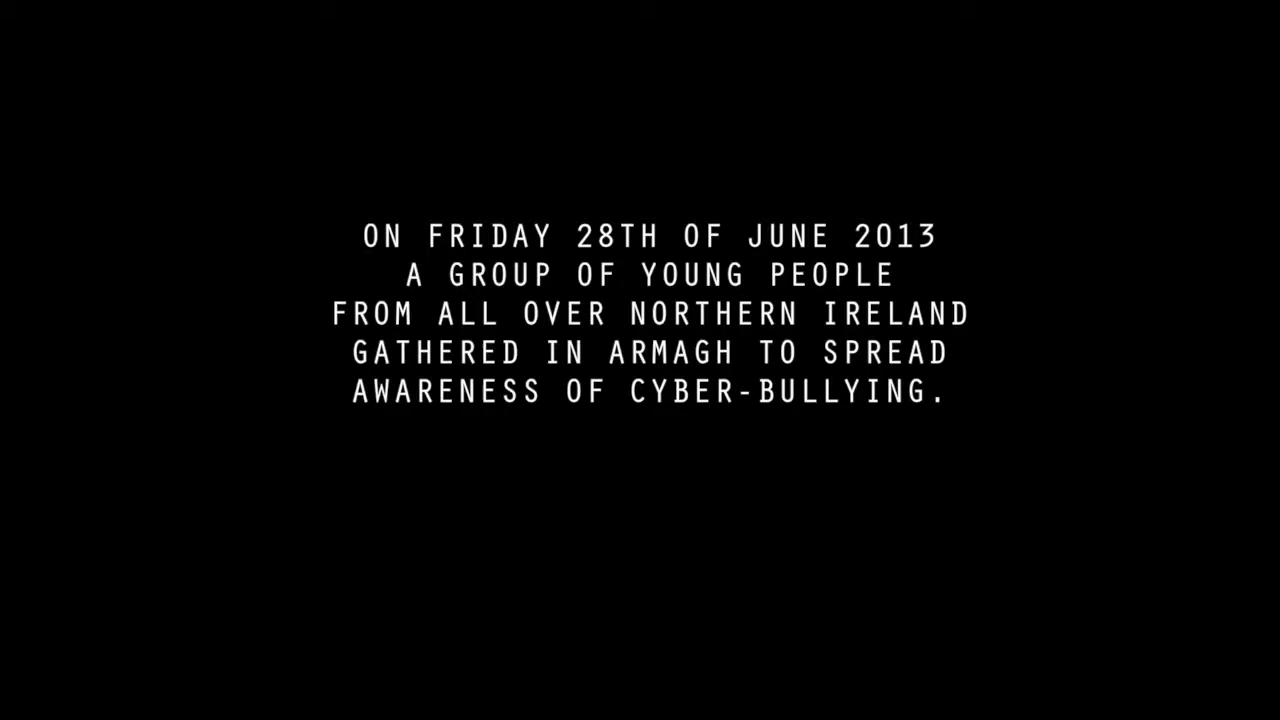 ON FRIDAY 28TH OF JUNE 2013
A GROUP OF YOUNG PEOPLE
FROM ALL OVER NORTHERN IRELAND
GATHERED IN ARMAGH TO SPREAD
AWARENESS OF CYBER-BULLYING.